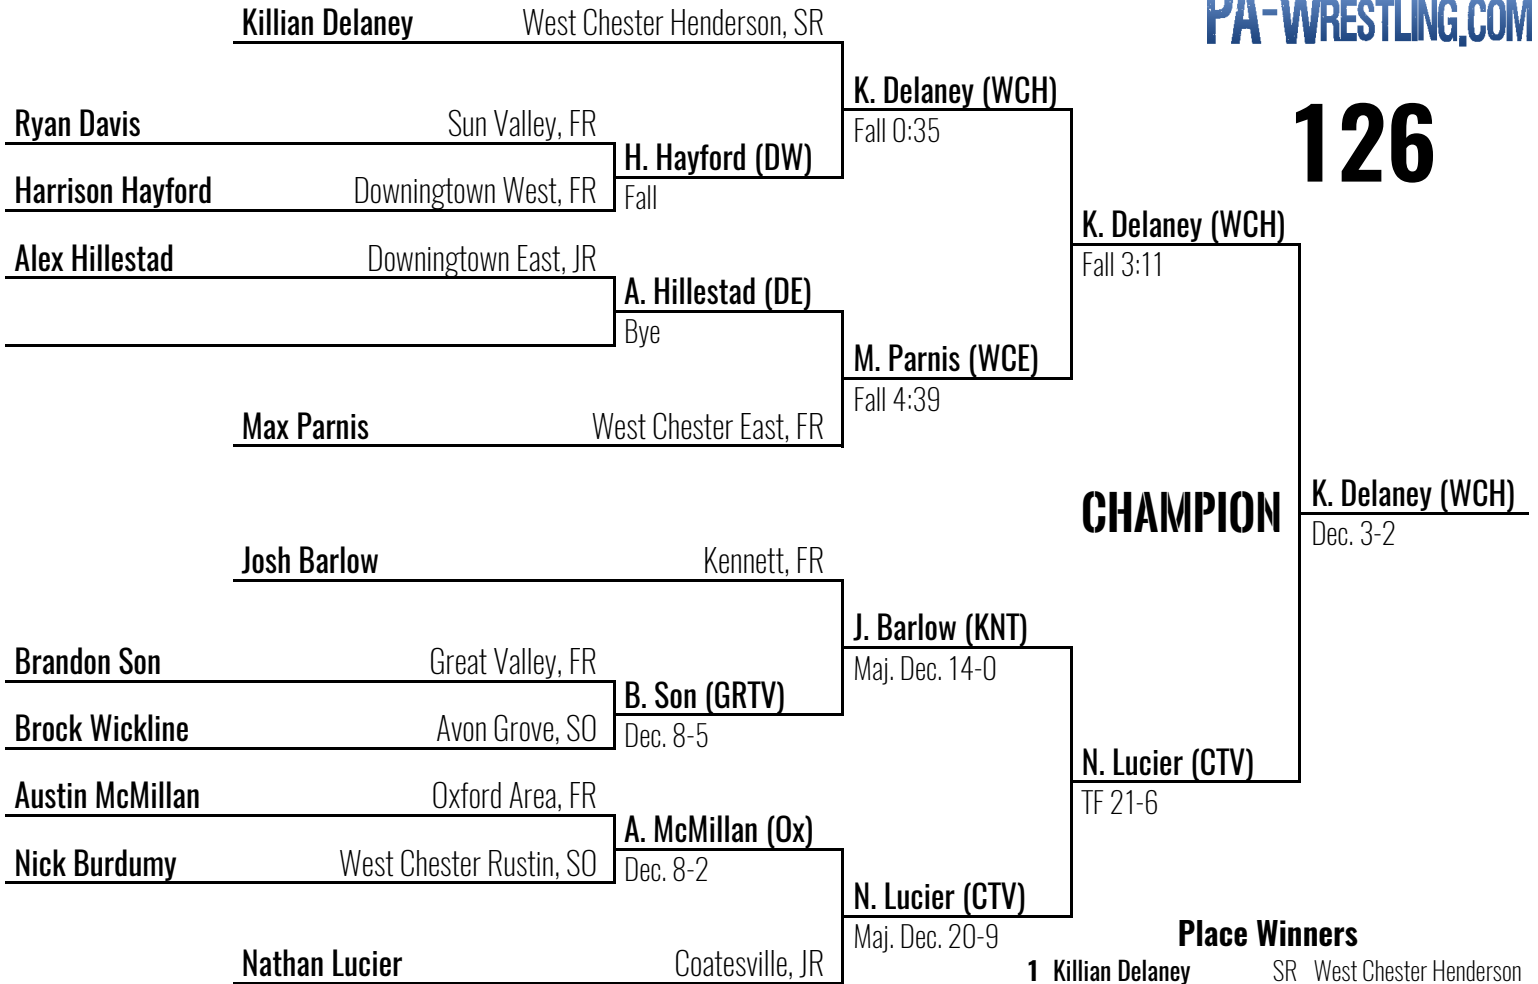 PA-WRESTLING.COM
126
Killian Delaney West Chester Henderson, SR
K. Delaney (WCH)
Fall 0:35
Ryan Davis Sun Valley, FR
H. Hayford (DW)
Fall
Harrison Hayford Downingtown West, FR
K. Delaney (WCH)
Fall 3:11
Alex Hillestad Downingtown East, JR
A. Hillestad (DE)
Bye
M. Parnis (WCE)
Fall 4:39
Max Parnis West Chester East, FR
CHAMPION
K. Delaney (WCH)
Dec. 3-2
Josh Barlow Kennett, FR
J. Barlow (KNT)
Maj. Dec. 14-0
Brandon Son Great Valley, FR
B. Son (GRTV)
Dec. 8-5
Brock Wickline Avon Grove, SO
N. Lucier (CTV)
TF 21-6
Austin McMillan Oxford Area, FR
A. McMillan (Ox)
Dec. 8-2
Nick Burdumy West Chester Rustin, SO
N. Lucier (CTV)
Maj. Dec. 20-9
Nathan Lucier Coatesville, JR
Place Winners
1 Killian Delaney SR West Chester Henderson